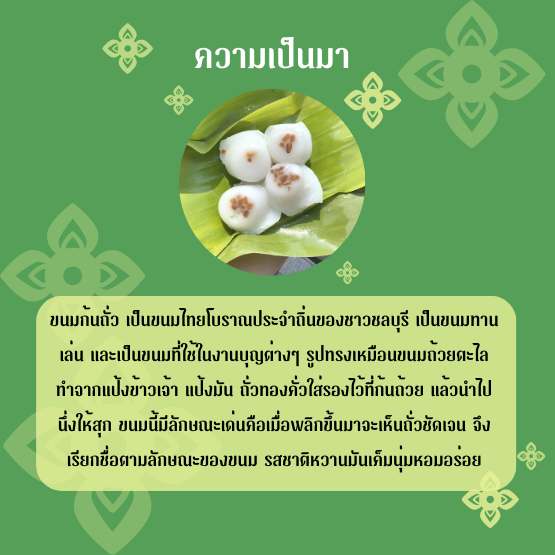 ความเป็นมา
ขนมก้นถั่ว เป็นขนมไทยโบราณประจำถิ่นของชาวชลบุรี เป็นขนมทาน
เล่น และเป็นขนมที่ใช้ในงานบุญต่างๆ รูปทรงเหมือนขนมถ้วยตะไล
ทำจากแป้งข้าวเจ้า แป้งมัน ถั่วทองคั่วใส่รองไว้ที่ก้นถ้วย แล้วนำไป
นึ่งให้สุก ขนมนี้มีลักษณะเด่นคือเมื่อพลิกขึ้นมาจะเห็นถั่วชัดเจน จึง
เรียกชื่อตามลักษณะของขนม รสชาติหวานมันเค็มนุ่มหอมอร่อย